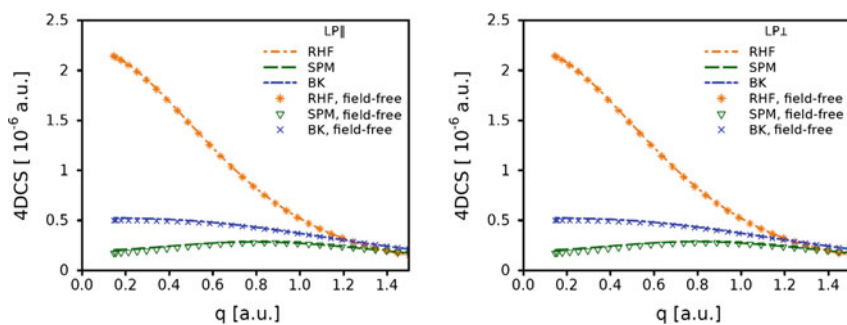 LP∥
RHF
SPM
BK
RHF, field-free
SPM, field-free
BK, field-free
4DCS [ 10⁻⁶ a.u.]
2.5
2
1.5
1
0.5
0
0.0 0.2 0.4 0.6 0.8 1.0 1.2 1.4
q [a.u.]
LP⊥
RHF
SPM
BK
RHF, field-free
SPM, field-free
BK, field-free
4DCS [ 10⁻⁶ a.u.]
2.5
2
1.5
1
0.5
0
0.0 0.2 0.4 0.6 0.8 1.0 1.2 1.4
q [a.u.]